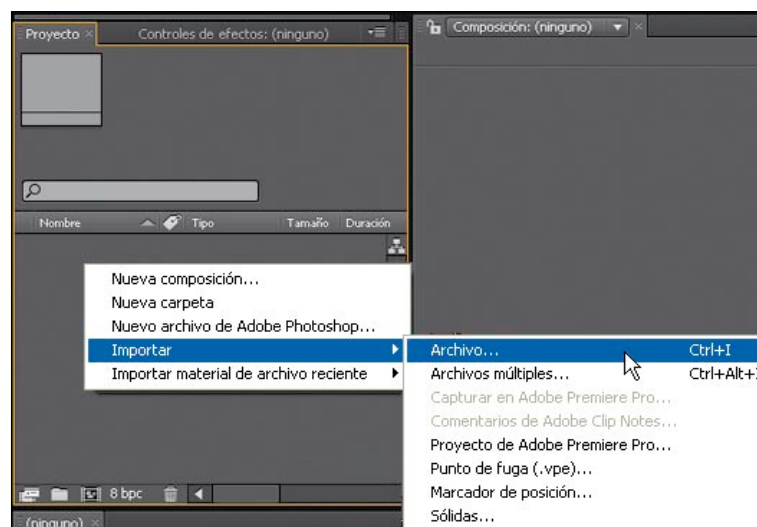 Proyecto × Controles de efectos: (ninguno)
Composición: (ninguno) ×
Nombre Tipo Tamaño Duración
Nueva composición...
Nueva carpeta
Nuevo archivo de Adobe Photoshop...
Importar
Importar material de archivo reciente
Archivo... Ctrl+I
Archivos múltiples... Ctrl+Alt+I
Capturar en Adobe Premiere Pro...
Comentarios de Adobe Clip Notes...
Proyecto de Adobe Premiere Pro...
Punto de fuga (.vpe)...
Marcador de posición...
Sólidas...
8 bpc
(ninguno) ×